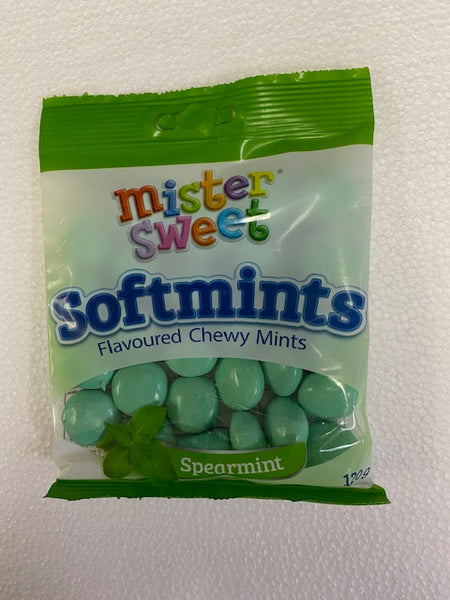 mister
sweet
Softmints
Flavoured Chewy Mints
Spearmint